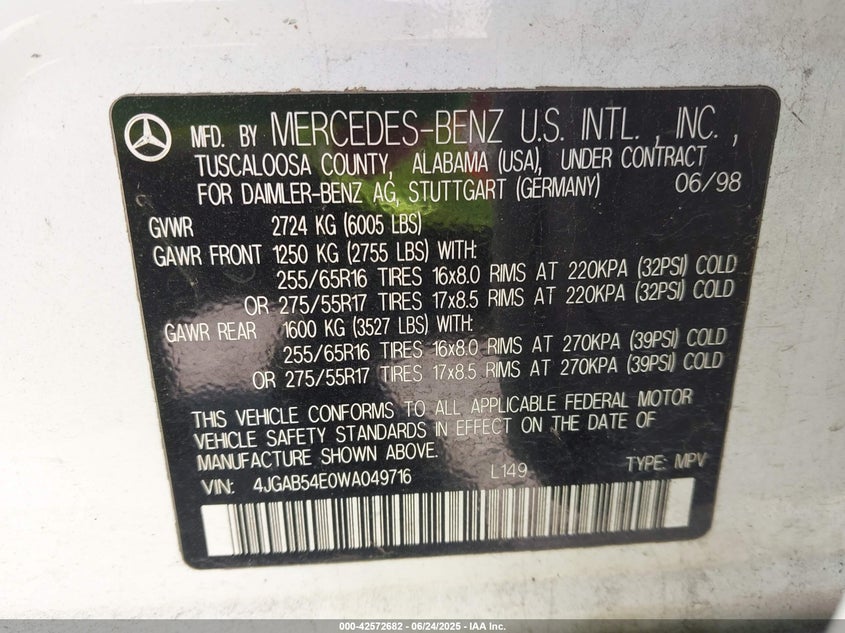 MFD. BY MERCEDES-BENZ U.S. INTL., INC.,
TUSCALOOSA COUNTY, ALABAMA (USA), UNDER CONTRACT
FOR DAIMLER-BENZ AG, STUTTGART (GERMANY) 06/98
GVWR 2724 KG (6005 LBS)
GAWR FRONT 1250 KG (2755 LBS) WITH:
255/65R16 TIRES 16x8.0 RIMS AT 220KPA (32PSI) COLD
OR 275/55R17 TIRES 17x8.5 RIMS AT 220KPA (32PSI) COLD
GAWR REAR 1600 KG (3527 LBS) WITH:
255/65R16 TIRES 16x8.0 RIMS AT 270KPA (39PSI) COLD
OR 275/55R17 TIRES 17x8.5 RIMS AT 270KPA (39PSI) COLD
THIS VEHICLE CONFORMS TO ALL APPLICABLE FEDERAL MOTOR
VEHICLE SAFETY STANDARDS IN EFFECT ON THE DATE OF
MANUFACTURE SHOWN ABOVE.
VIN: 4JGAB54E0WA049716 L149 TYPE: MPV
000-42572682 - 06/24/2025 - IAA Inc.